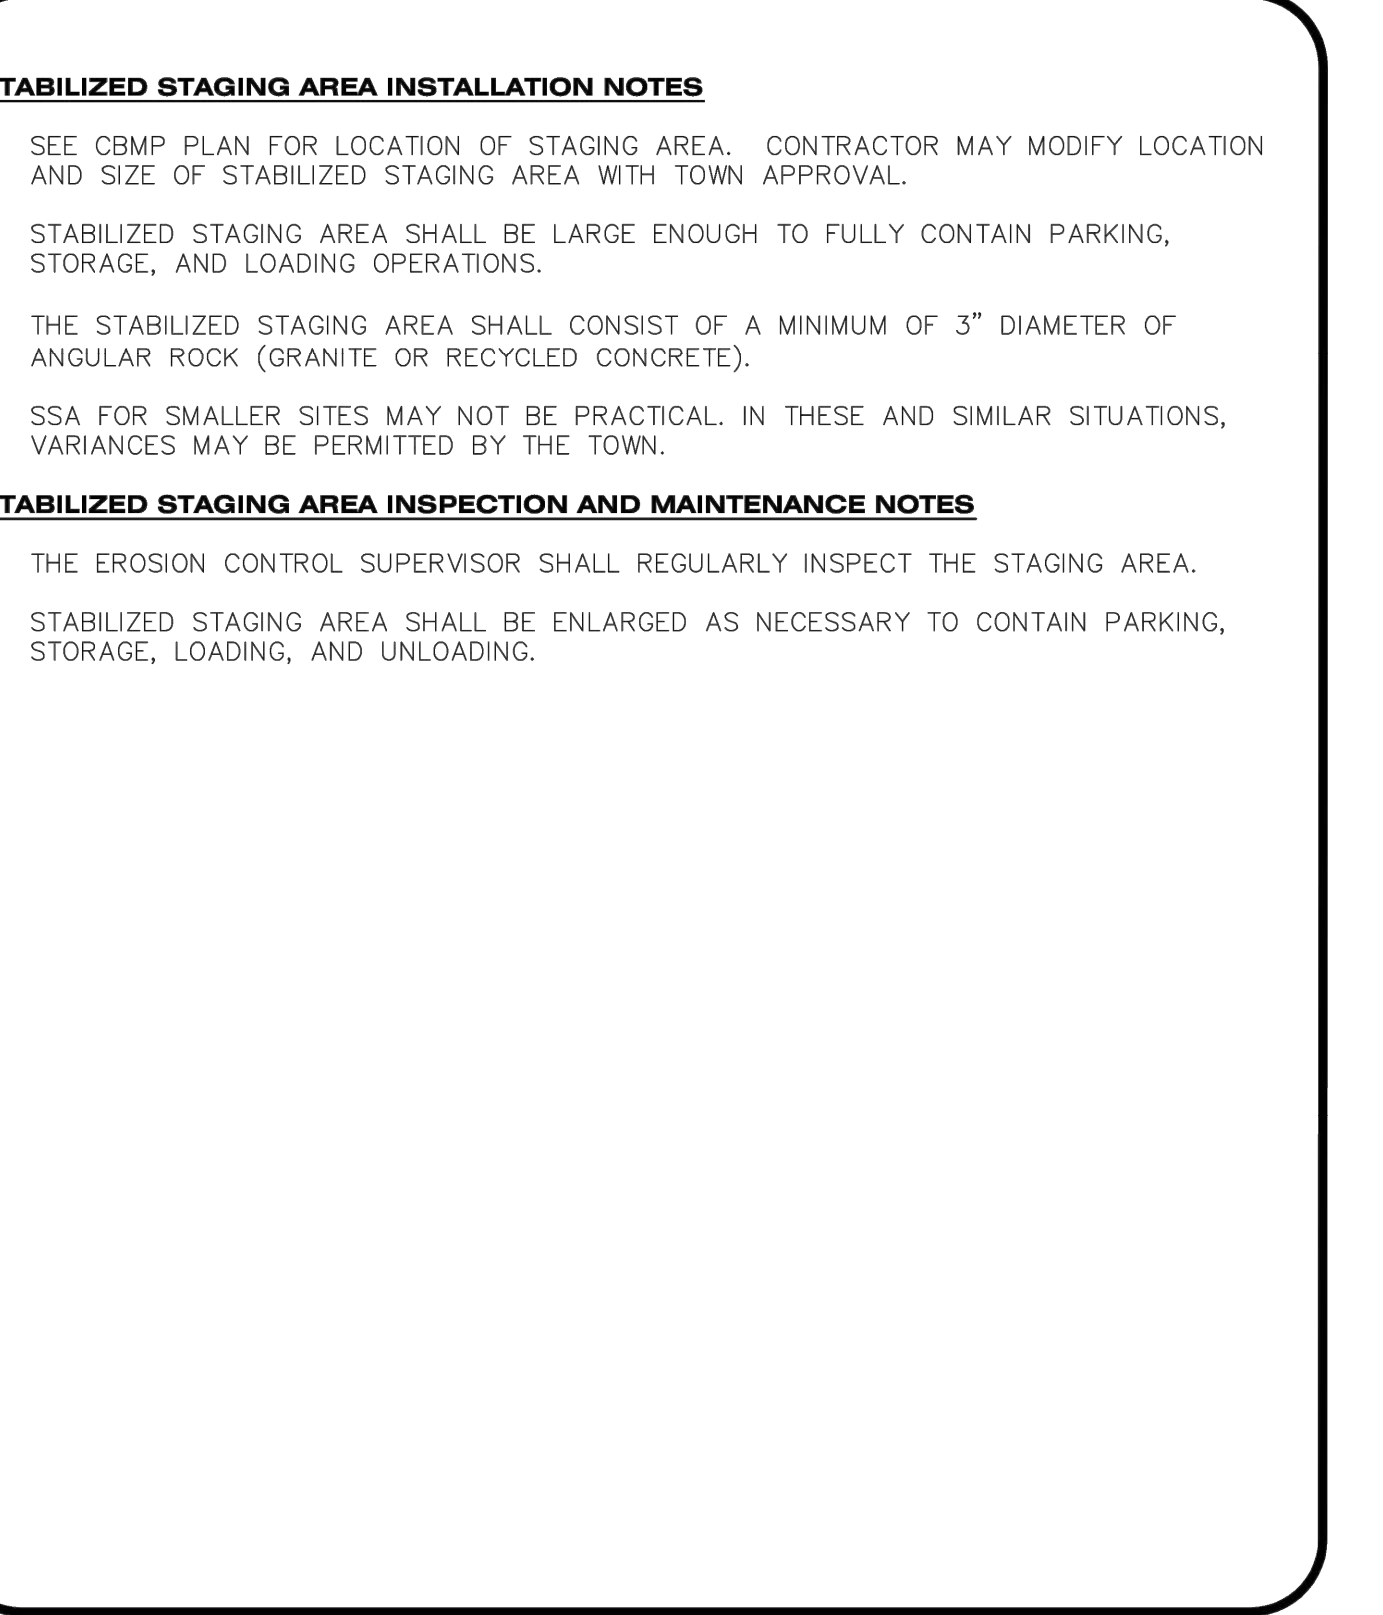 TABILIZED STAGING AREA INSTALLATION NOTES
SEE CBMP PLAN FOR LOCATION OF STAGING AREA.  CONTRACTOR MAY MODIFY LOCATION
AND SIZE OF STABILIZED STAGING AREA WITH TOWN APPROVAL.
STABILIZED STAGING AREA SHALL BE LARGE ENOUGH TO FULLY CONTAIN PARKING,
STORAGE, AND LOADING OPERATIONS.
THE STABILIZED STAGING AREA SHALL CONSIST OF A MINIMUM OF 3” DIAMETER OF
ANGULAR ROCK (GRANITE OR RECYCLED CONCRETE).
SSA FOR SMALLER SITES MAY NOT BE PRACTICAL. IN THESE AND SIMILAR SITUATIONS,
VARIANCES MAY BE PERMITTED BY THE TOWN.
TABILIZED STAGING AREA INSPECTION AND MAINTENANCE NOTES
THE EROSION CONTROL SUPERVISOR SHALL REGULARLY INSPECT THE STAGING AREA.
STABILIZED STAGING AREA SHALL BE ENLARGED AS NECESSARY TO CONTAIN PARKING,
STORAGE, LOADING, AND UNLOADING.